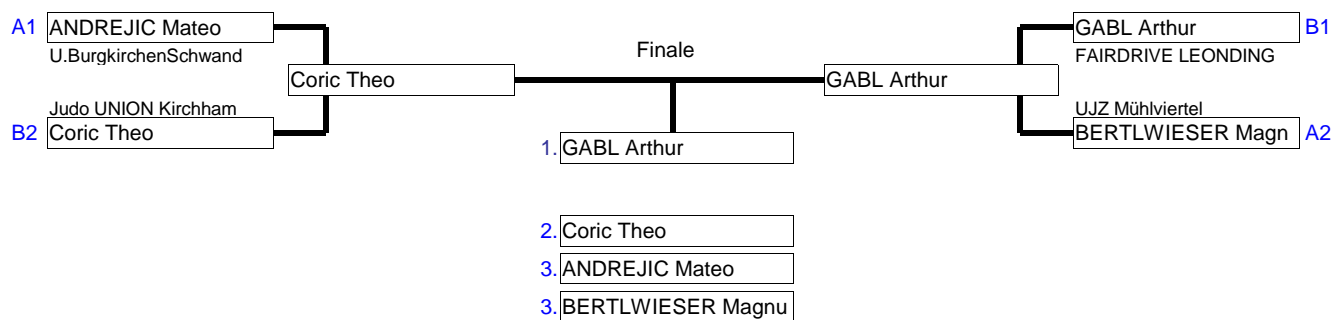 A1 ANDREJIC Mateo
U.BurgkirchenSchwand
Coric Theo
Judo UNION Kirchham
B2 Coric Theo
Finale
GABL Arthur B1
FAIRDRIVE LEONDING
GABL Arthur
UJZ Mühlviertel
BERTLWIESER Magn A2
1. GABL Arthur
2. Coric Theo
3. ANDREJIC Mateo
3. BERTLWIESER Magnu